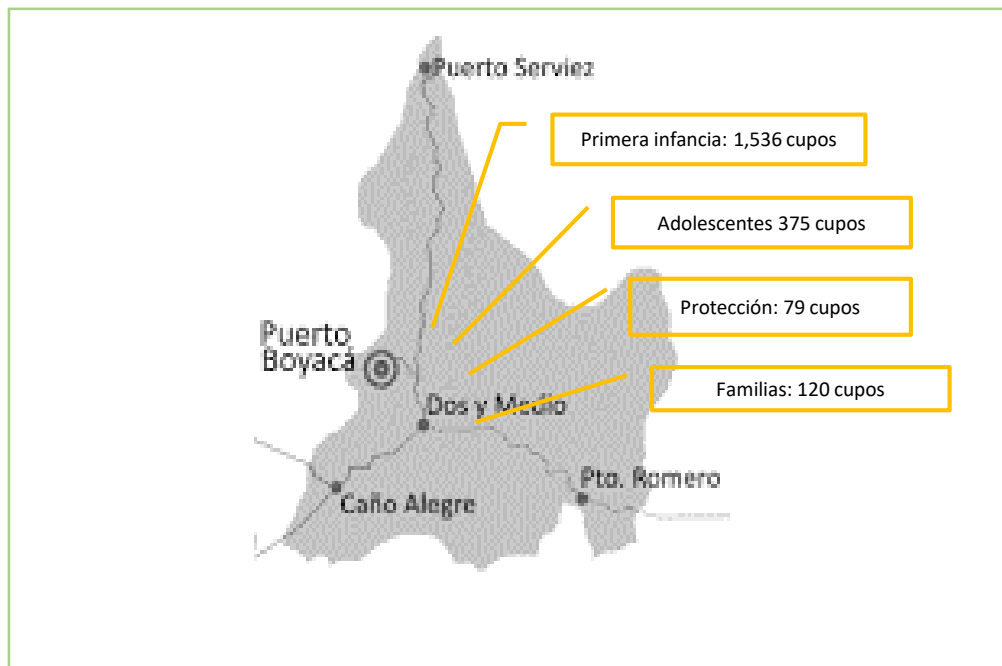 Puerto Serviez
Primera infancia: 1,536 cupos
Adolescentes 375 cupos
Protección: 79 cupos
Puerto
Boyacá
Familias: 120 cupos
Dos y Medio
Pto. Romero
Caño Alegre